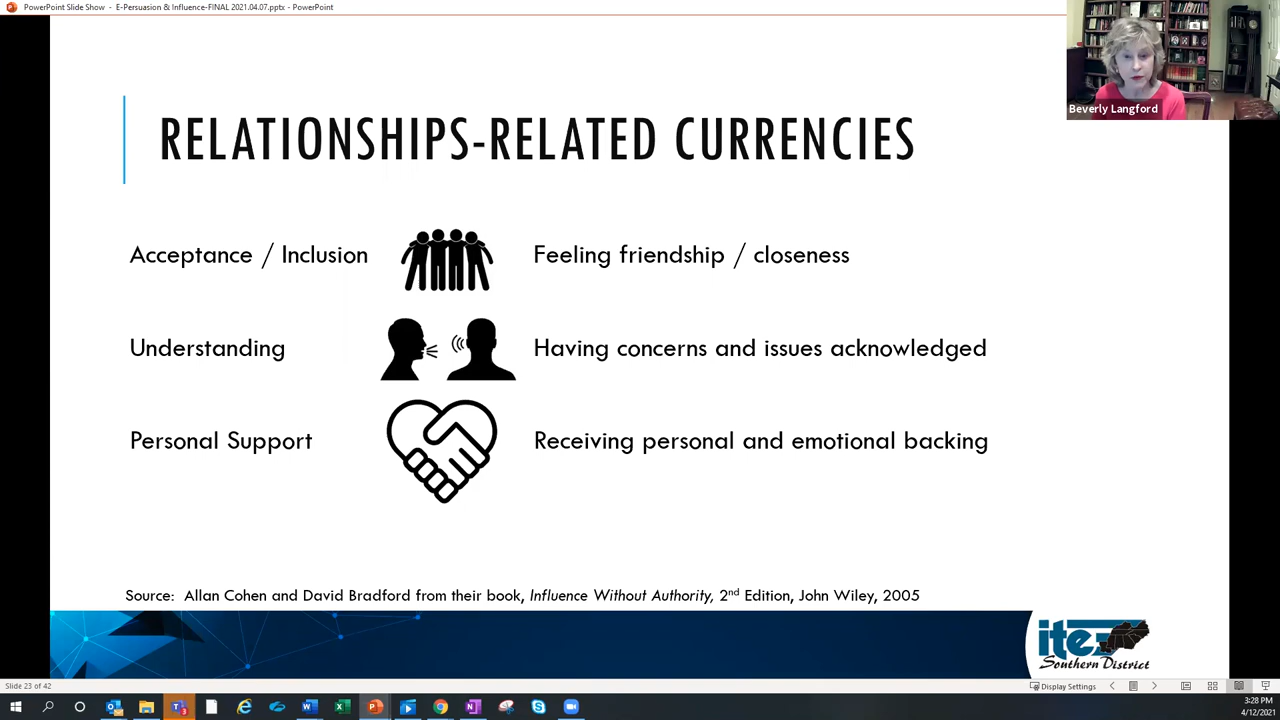 PowerPoint Slide Show - E-Persuasion & Influence-FINAL 2021.04.07.pptx - PowerPoint
Beverly Langford
RELATIONSHIPS-RELATED CURRENCIES
Acceptance / Inclusion
Feeling friendship / closeness
Understanding
Having concerns and issues acknowledged
Personal Support
Receiving personal and emotional backing
Source: Allan Cohen and David Bradford from their book, Influence Without Authority, 2nd Edition, John Wiley, 2005
ite
Southern District
Slide 23 of 42
Display Settings
3:28 PM
4/12/2021